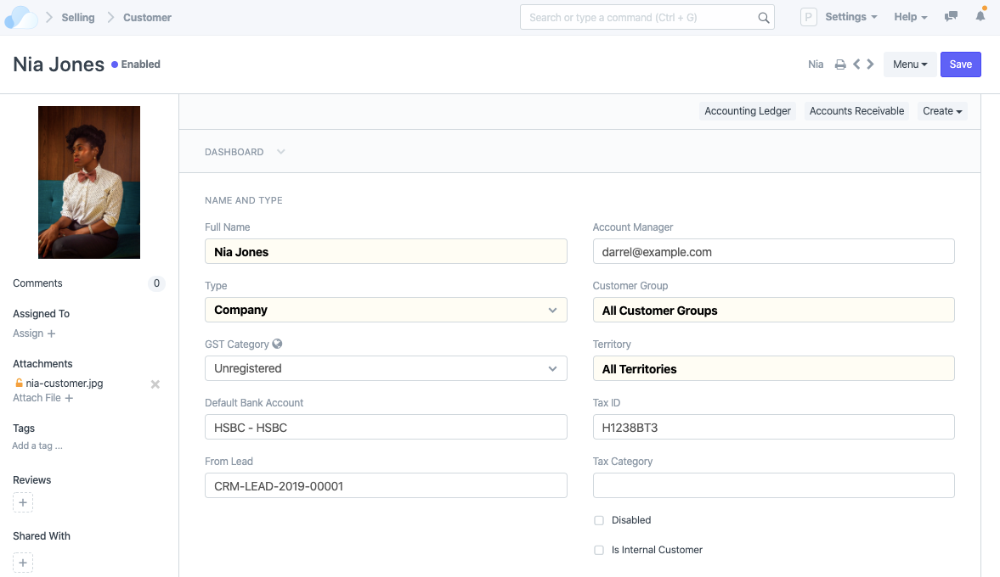 Selling
Customer
Search or type a command (Ctrl + G)
P
Settings
Help
Nia Jones
Enabled
Nia
Menu
Save
Accounting Ledger
Accounts Receivable
Create
DASHBOARD
Comments
0
Assigned To
Assign +
Attachments
nia-customer.jpg
Attach File +
Tags
Add a tag ...
Reviews
+
Shared With
+
NAME AND TYPE
Full Name
Nia Jones
Type
Company
GST Category
Unregistered
Default Bank Account
HSBC - HSBC
From Lead
CRM-LEAD-2019-00001
Account Manager
darrel@example.com
Customer Group
All Customer Groups
Territory
All Territories
Tax ID
H1238BT3
Tax Category
Disabled
Is Internal Customer